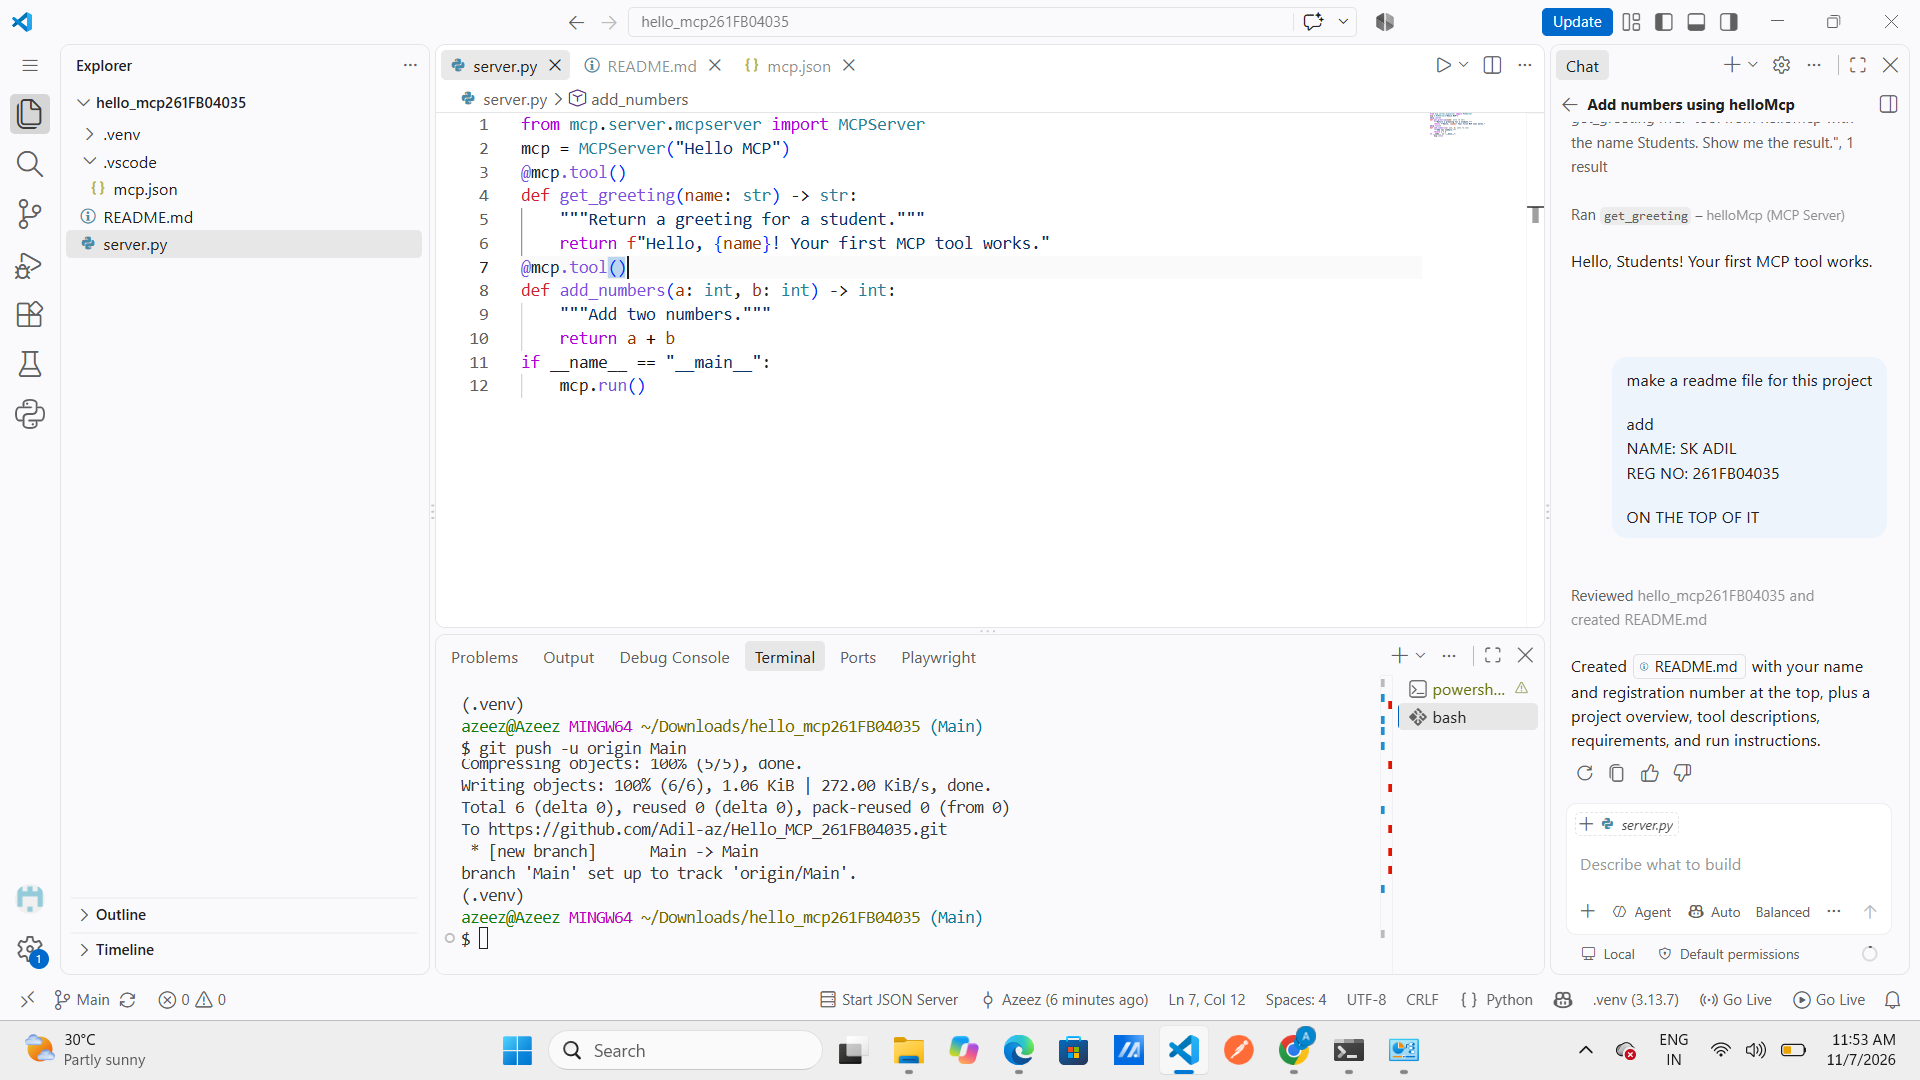 hello_mcp261FB04035
Update
Explorer
hello_mcp261FB04035
.venv
.vscode
mcp.json
README.md
server.py
Outline
Timeline
server.py
README.md
mcp.json
server.py > add_numbers
1 from mcp.server.mcpserver import MCPServer
2 mcp = MCPServer("Hello MCP")
3 @mcp.tool()
4 def get_greeting(name: str) -> str:
5 """Return a greeting for a student."""
6 return f"Hello, {name}! Your first MCP tool works."
7 @mcp.tool()
8 def add_numbers(a: int, b: int) -> int:
9 """Add two numbers."""
10 return a + b
11 if __name__ == "__main__":
12 mcp.run()
Problems Output Debug Console Terminal Ports Playwright
(.venv)
azeez@Azeez MINGW64 ~/Downloads/hello_mcp261FB04035 (Main)
$ git push -u origin Main
Compressing objects: 100% (5/5), done.
Writing objects: 100% (6/6), 1.06 KiB | 272.00 KiB/s, done.
Total 6 (delta 0), reused 0 (delta 0), pack-reused 0 (from 0)
To https://github.com/Adil-az/Hello_MCP_261FB04035.git
* [new branch] Main -> Main
branch 'Main' set up to track 'origin/Main'.
(.venv)
azeez@Azeez MINGW64 ~/Downloads/hello_mcp261FB04035 (Main)
$
powersh...
bash
Chat
Add numbers using helloMcp
the name Students. Show me the result.", 1
result
Ran get_greeting – helloMcp (MCP Server)
Hello, Students! Your first MCP tool works.
make a readme file for this project
add
NAME: SK ADIL
REG NO: 261FB04035
ON THE TOP OF IT
Reviewed hello_mcp261FB04035 and
created README.md
Created README.md with your name
and registration number at the top, plus a
project overview, tool descriptions,
requirements, and run instructions.
server.py
Describe what to build
Agent Auto Balanced
Local Default permissions
Main 0 0 Start JSON Server Azeez (6 minutes ago) Ln 7, Col 12 Spaces: 4 UTF-8 CRLF { } Python .venv (3.13.7) Go Live Go Live
1
30°C
Partly sunny
Search
A
ENG
IN
11:53 AM
11/7/2026